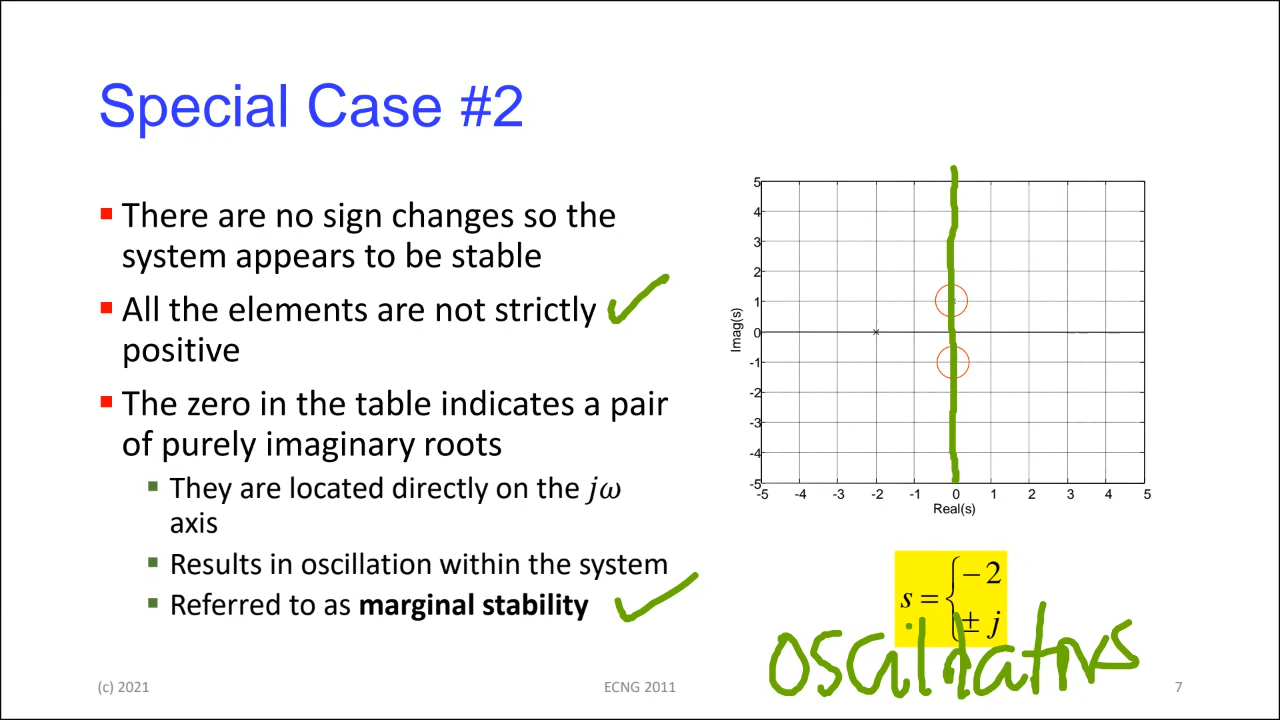 Special Case #2
There are no sign changes so the
system appears to be stable
All the elements are not strictly
positive
The zero in the table indicates a pair
of purely imaginary roots
They are located directly on the jω
axis
Results in oscillation within the system
Referred to as marginal stability
5
4
3
2
1
0
-1
-2
-3
-4
-5
Imag(s)
-5 -4 -3 -2 -1 0 1 2 3 4 5
Real(s)
s = { -2
± j
oscillators
(c) 2021
ECNG 2011
7